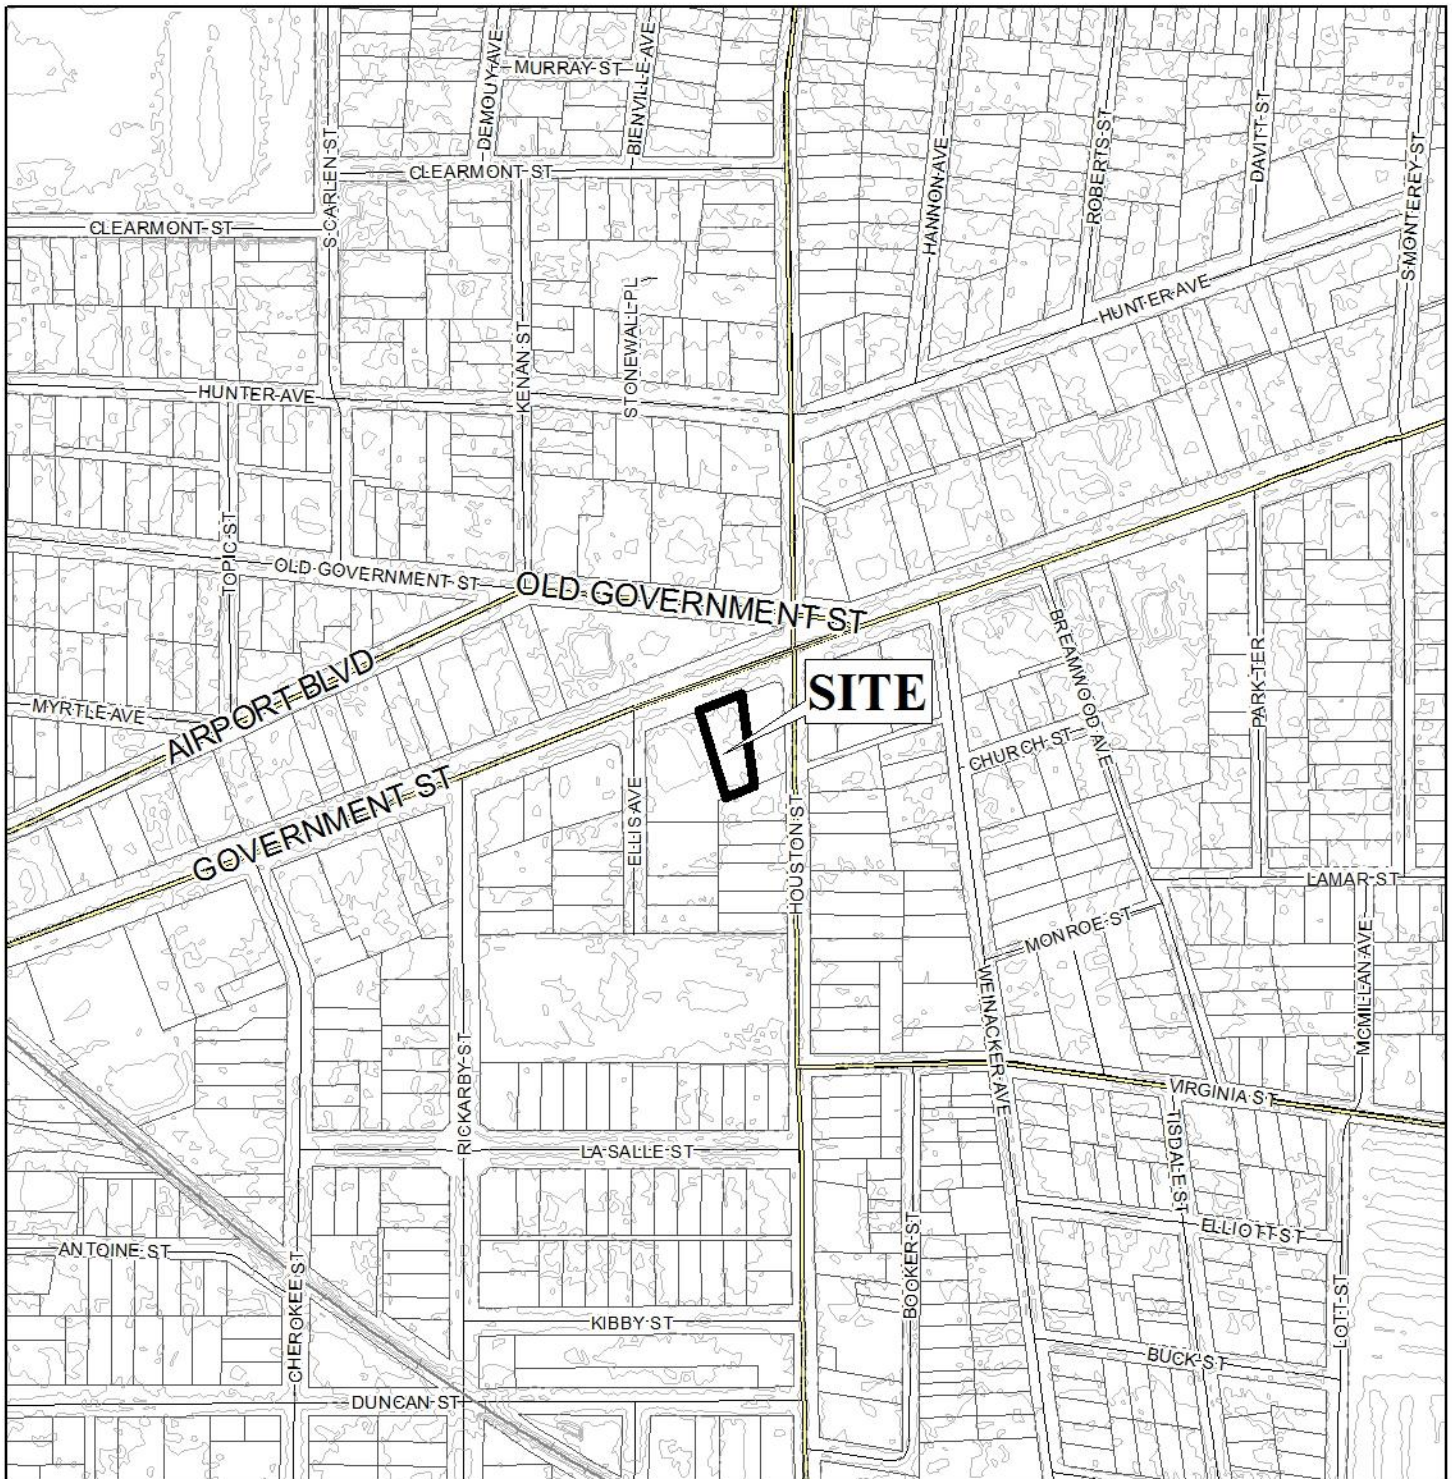 DEMOUY AVE
MURRAY ST
BIENVILLE AVE
S CARLEN ST
CLEARMONT ST
CLEARMONT ST
HANNON AVE
ROBERTS ST
DAVITT ST
S MONTEREY ST
HUNTER AVE
KENAN ST
STONEWALL PL
HUNTER AVE
TOPIC ST
OLD GOVERNMENT ST
OLD GOVERNMENT ST
BREAMWOOD AVE
PARK TER
AIRPORT BLVD
MYRTLE AVE
SITE
CHURCH ST
GOVERNMENT ST
ELLIS AVE
HOUSTON ST
LAMAR ST
MONROE ST
MCMILLAN AVE
WEINACKER AVE
RICKARBY ST
VIRGINIA ST
LA SALLE ST
TISDALE ST
ELLIOTT ST
ANTOINE ST
CHEROKEE ST
BOOKER ST
LOTT ST
KIBBY ST
BUCK ST
DUNCAN ST